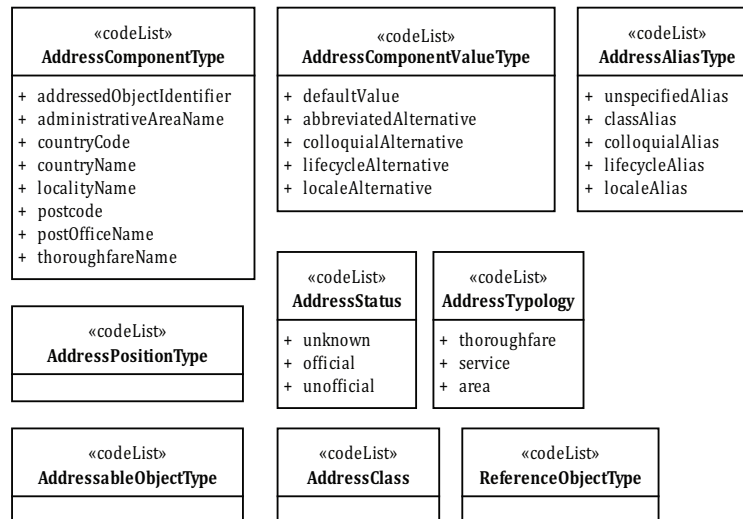 «codeList»
AddressComponentType
+ addressedObjectIdentifier
+ administrativeAreaName
+ countryCode
+ countryName
+ localityName
+ postcode
+ postOfficeName
+ thoroughfareName
«codeList»
AddressComponentValueType
+ defaultValue
+ abbreviatedAlternative
+ colloquialAlternative
+ lifecycleAlternative
+ localeAlternative
«codeList»
AddressAliasType
+ unspecifiedAlias
+ classAlias
+ colloquialAlias
+ lifecycleAlias
+ localeAlias
«codeList»
AddressPositionType
«codeList»
AddressStatus
+ unknown
+ official
+ unofficial
«codeList»
AddressTypology
+ thoroughfare
+ service
+ area
«codeList»
AddressableObjectType
«codeList»
AddressClass
«codeList»
ReferenceObjectType